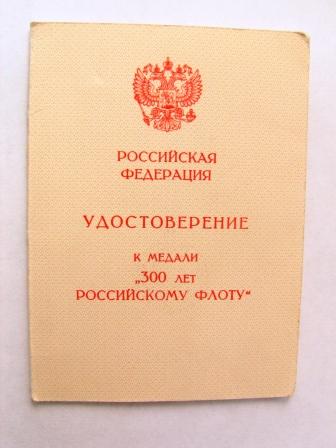 РОССИЙСКАЯ
ФЕДЕРАЦИЯ
УДОСТОВЕРЕНИЕ
К МЕДАЛИ
„300 ЛЕТ
РОССИЙСКОМУ ФЛОТУ“